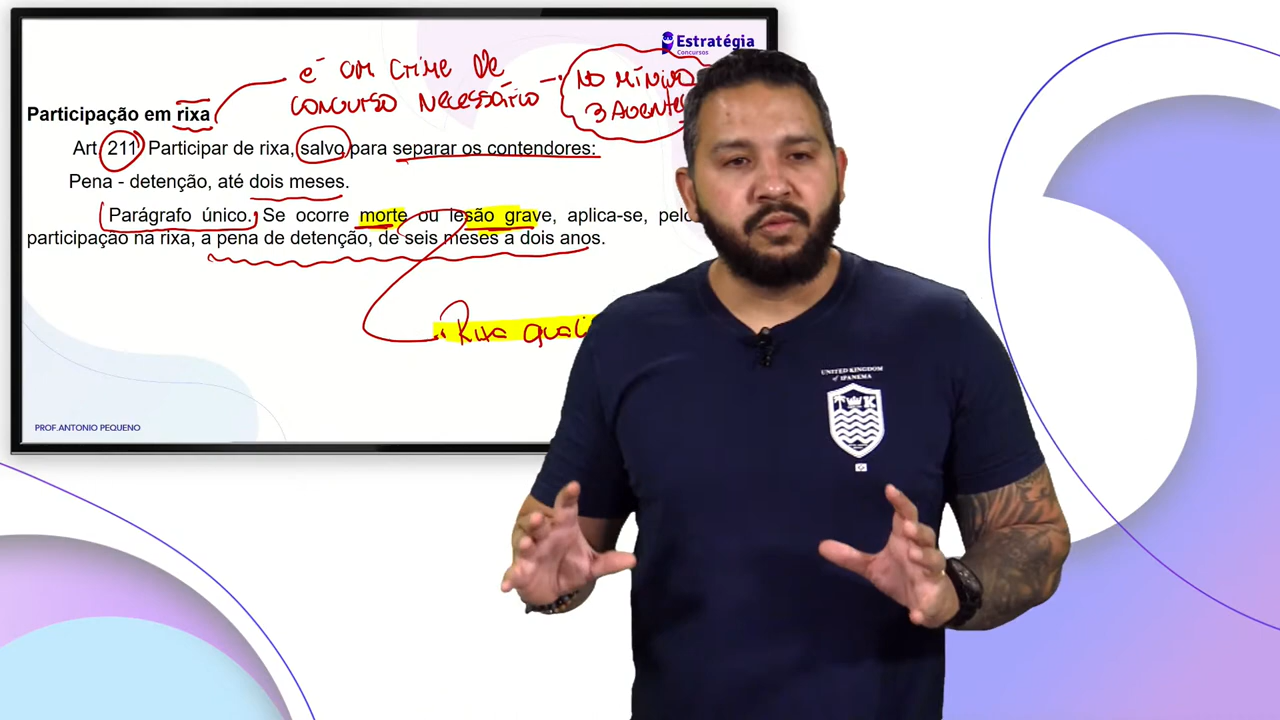 Estratégia
Concursos
é um crime de
concurso necessário → no mínimo
3 agentes
Participação em rixa
Art. 211 Participar de rixa, salvo para separar os contendores:
Pena - detenção, até dois meses.
Parágrafo único. Se ocorre morte ou lesão grave, aplica-se, pelo
participação na rixa, a pena de detenção, de seis meses a dois anos.
Rixa quali
PROF.ANTONIO PEQUENO
UNITED KINGDOM
of IPANEMA
K